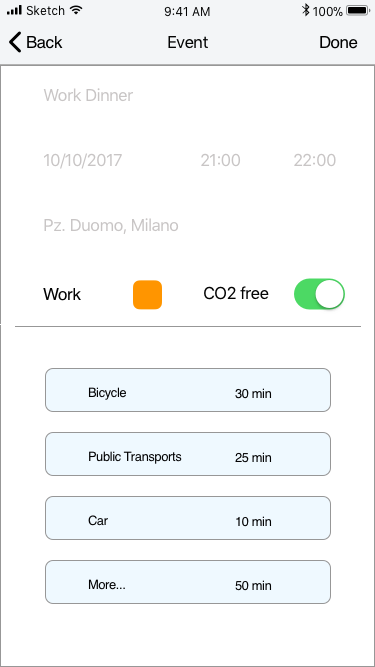 Sketch 9:41 AM 100%
Back Event Done
Work Dinner
10/10/2017 21:00 22:00
Pz. Duomo, Milano
Work CO2 free
Bicycle 30 min
Public Transports 25 min
Car 10 min
More... 50 min